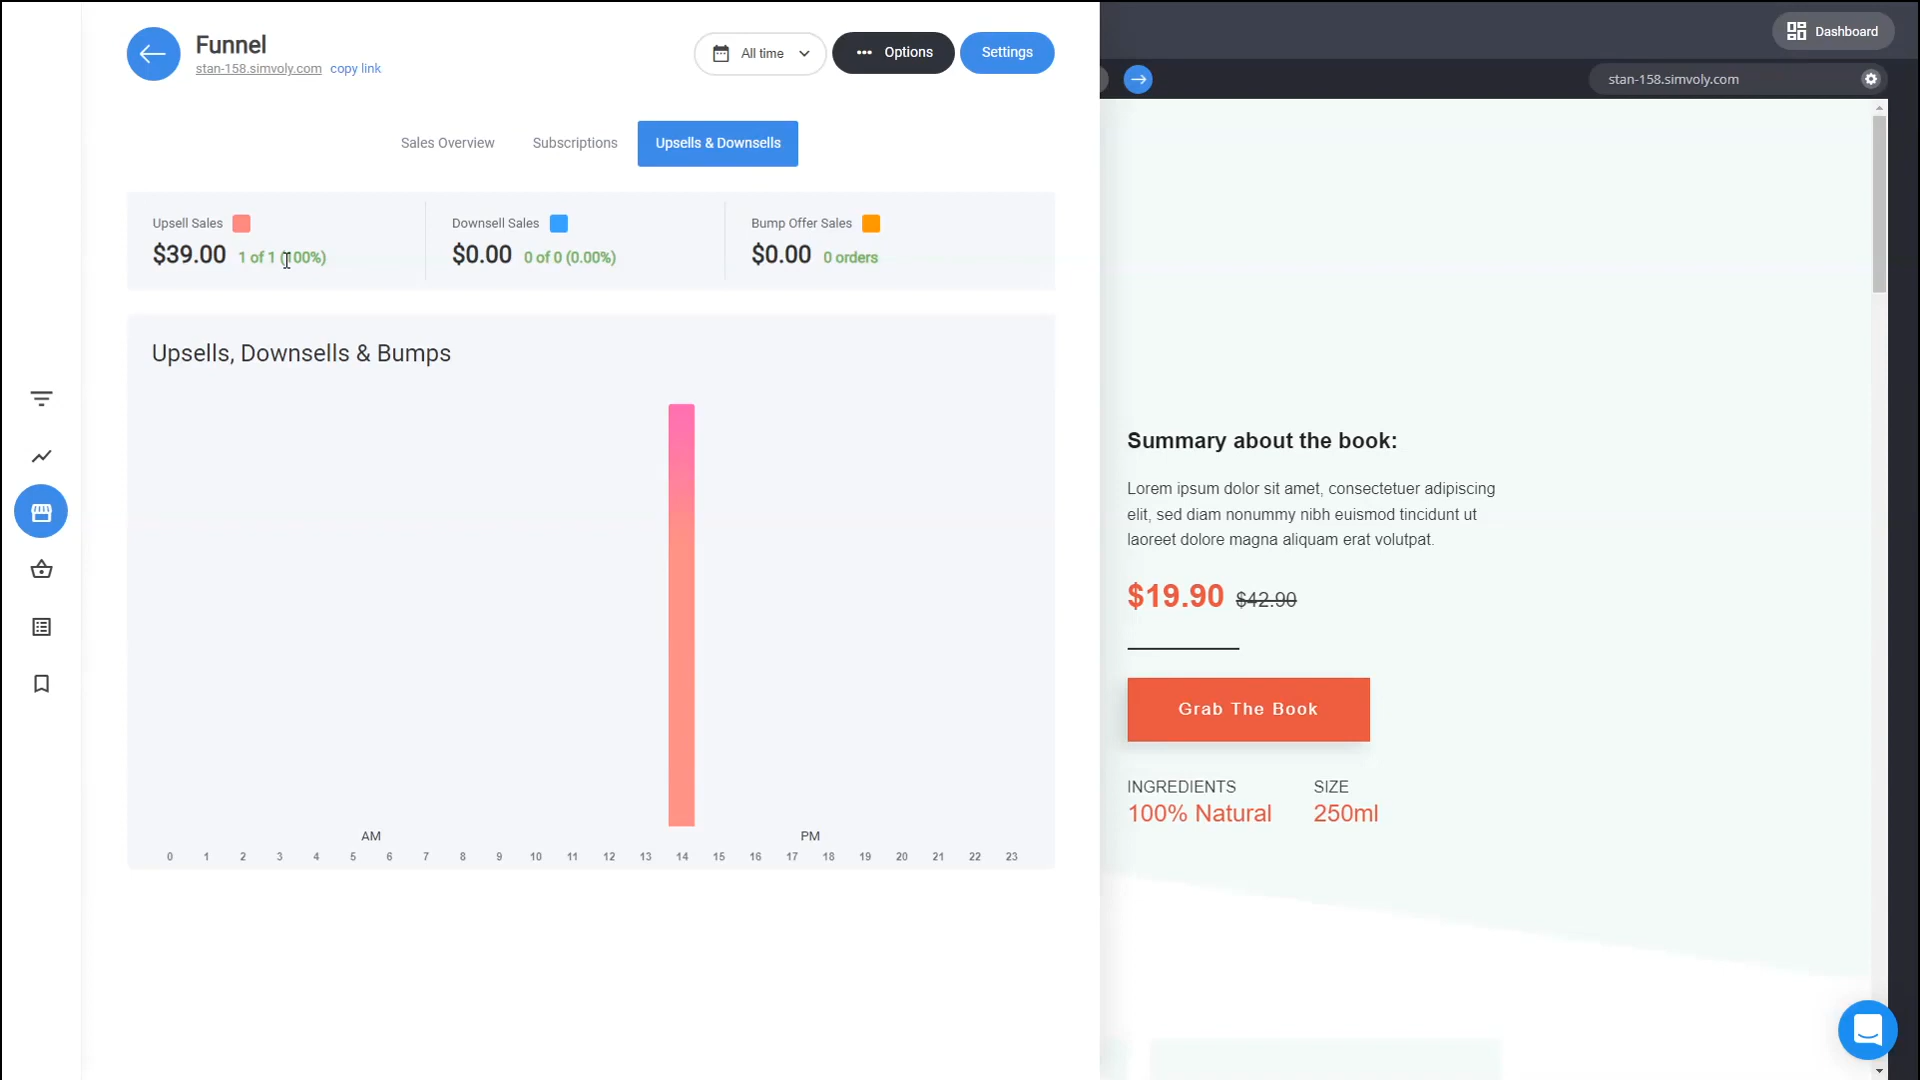 Funnel
stan-158.simvoly.com copy link
All time
Options
Settings
Dashboard
stan-158.simvoly.com
Sales Overview
Subscriptions
Upsells & Downsells
Upsell Sales
$39.00 1 of 1 (100%)
Downsell Sales
$0.00 0 of 0 (0.00%)
Bump Offer Sales
$0.00 0 orders
Upsells, Downsells & Bumps
AM PM
0 1 2 3 4 5 6 7 8 9 10 11 12 13 14 15 16 17 18 19 20 21 22 23
Summary about the book:
Lorem ipsum dolor sit amet, consectetuer adipiscing
elit, sed diam nonummy nibh euismod tincidunt ut
laoreet dolore magna aliquam erat volutpat.
$19.90 $42.90
Grab The Book
INGREDIENTS
100% Natural
SIZE
250ml